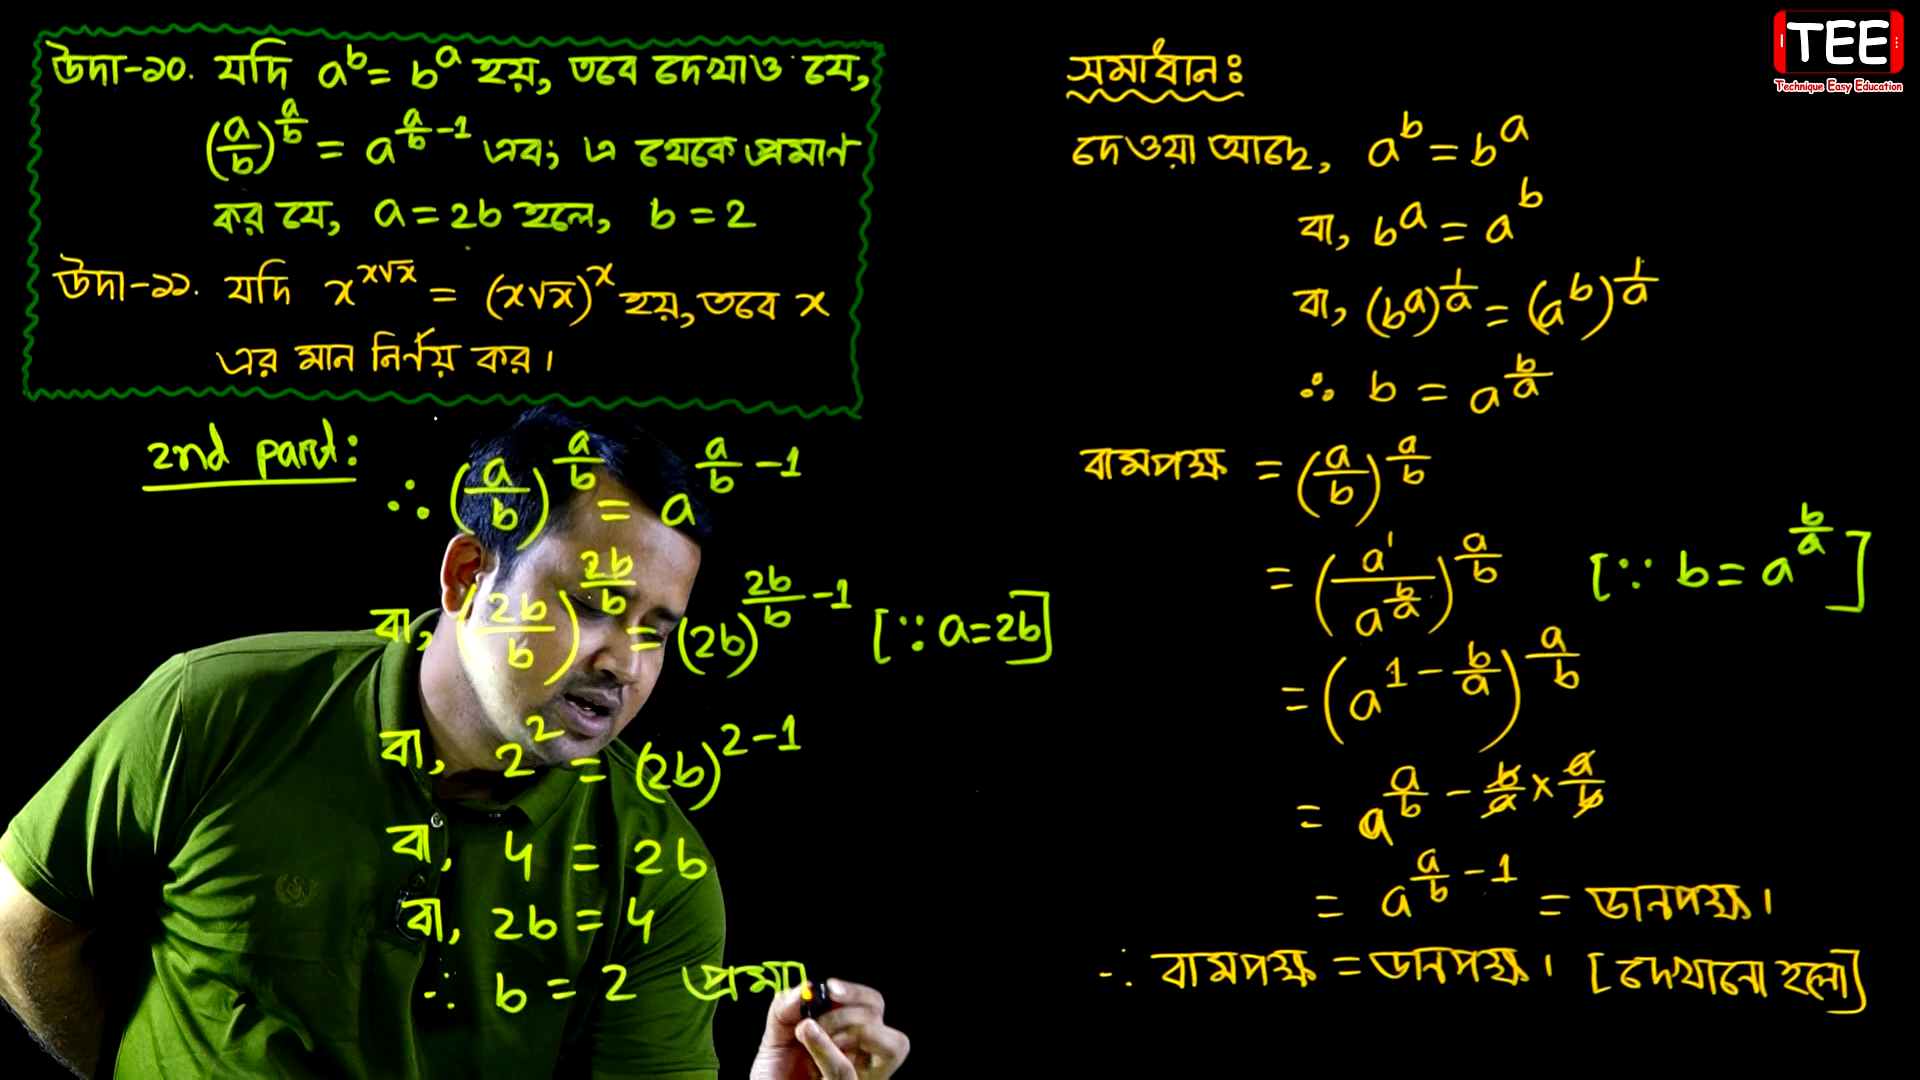 উদা-১০. যদি a^b = b^a হয়, তবে দেখাও যে,
(a/b)^(a/b) = a^(a/b - 1) এবং এ থেকে প্রমাণ
কর যে, a = 2b হলে, b = 2
উদা-১১. যদি x^(x√x) = (x√x)^x হয়, তবে x
এর মান নির্ণয় কর।
2nd part:
∴ (a/b)^(a/b) = a^(a/b - 1)
বা, (2b/b)^(2b/b) = (2b)^(2b/b - 1) [∵ a = 2b]
বা, 2^2 = (2b)^(2-1)
বা, 4 = 2b
বা, 2b = 4
∴ b = 2 প্রমা
সমাধানঃ
দেওয়া আছে, a^b = b^a
বা, b^a = a^b
বা, (b^a)^(1/a) = (a^b)^(1/a)
∴ b = a^(b/a)
বামপক্ষ = (a/b)^(a/b)
= (a^1/a^(b/a))^(a/b) [∵ b = a^(b/a)]
= (a^(1 - b/a))^(a/b)
= a^(a/b - b/a × a/b)
= a^(a/b - 1) = ডানপক্ষ।
∴ বামপক্ষ = ডানপক্ষ। [দেখানো হলো]
TEE
Technique Easy Education